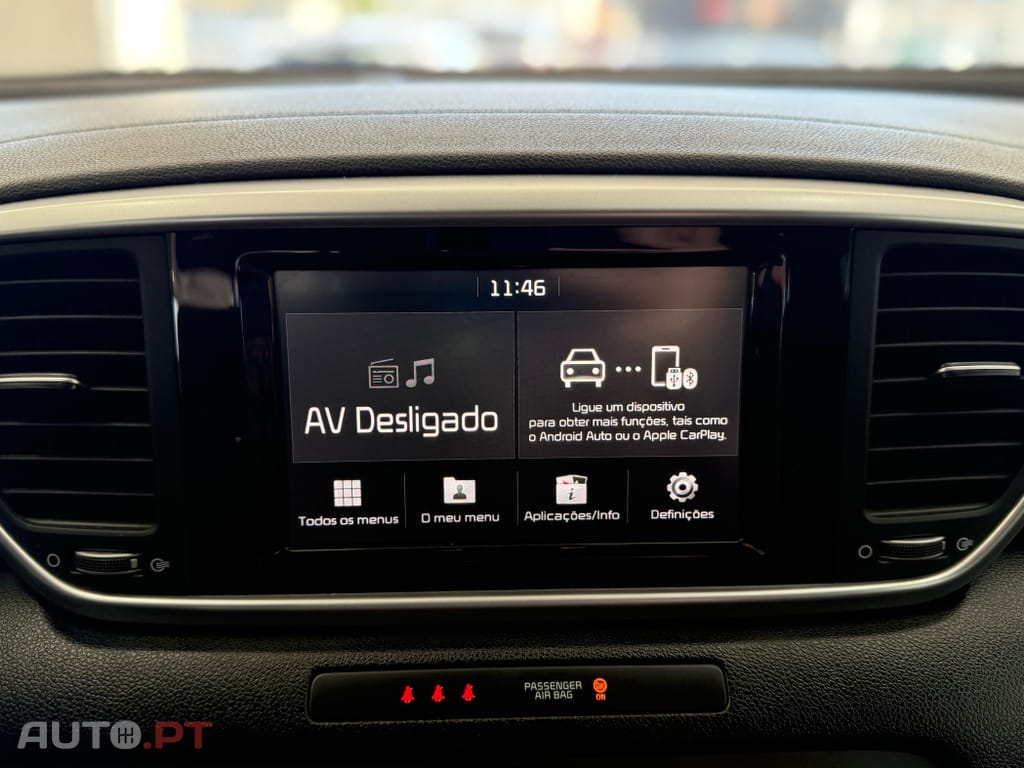 11:46
AV Desligado
Ligue um dispositivo
para obter mais funções, tais como
o Android Auto ou o Apple CarPlay.
Todos os menus
O meu menu
Aplicações/Info
Definições
PASSENGER
AIR BAG
ON
AUTO.PT